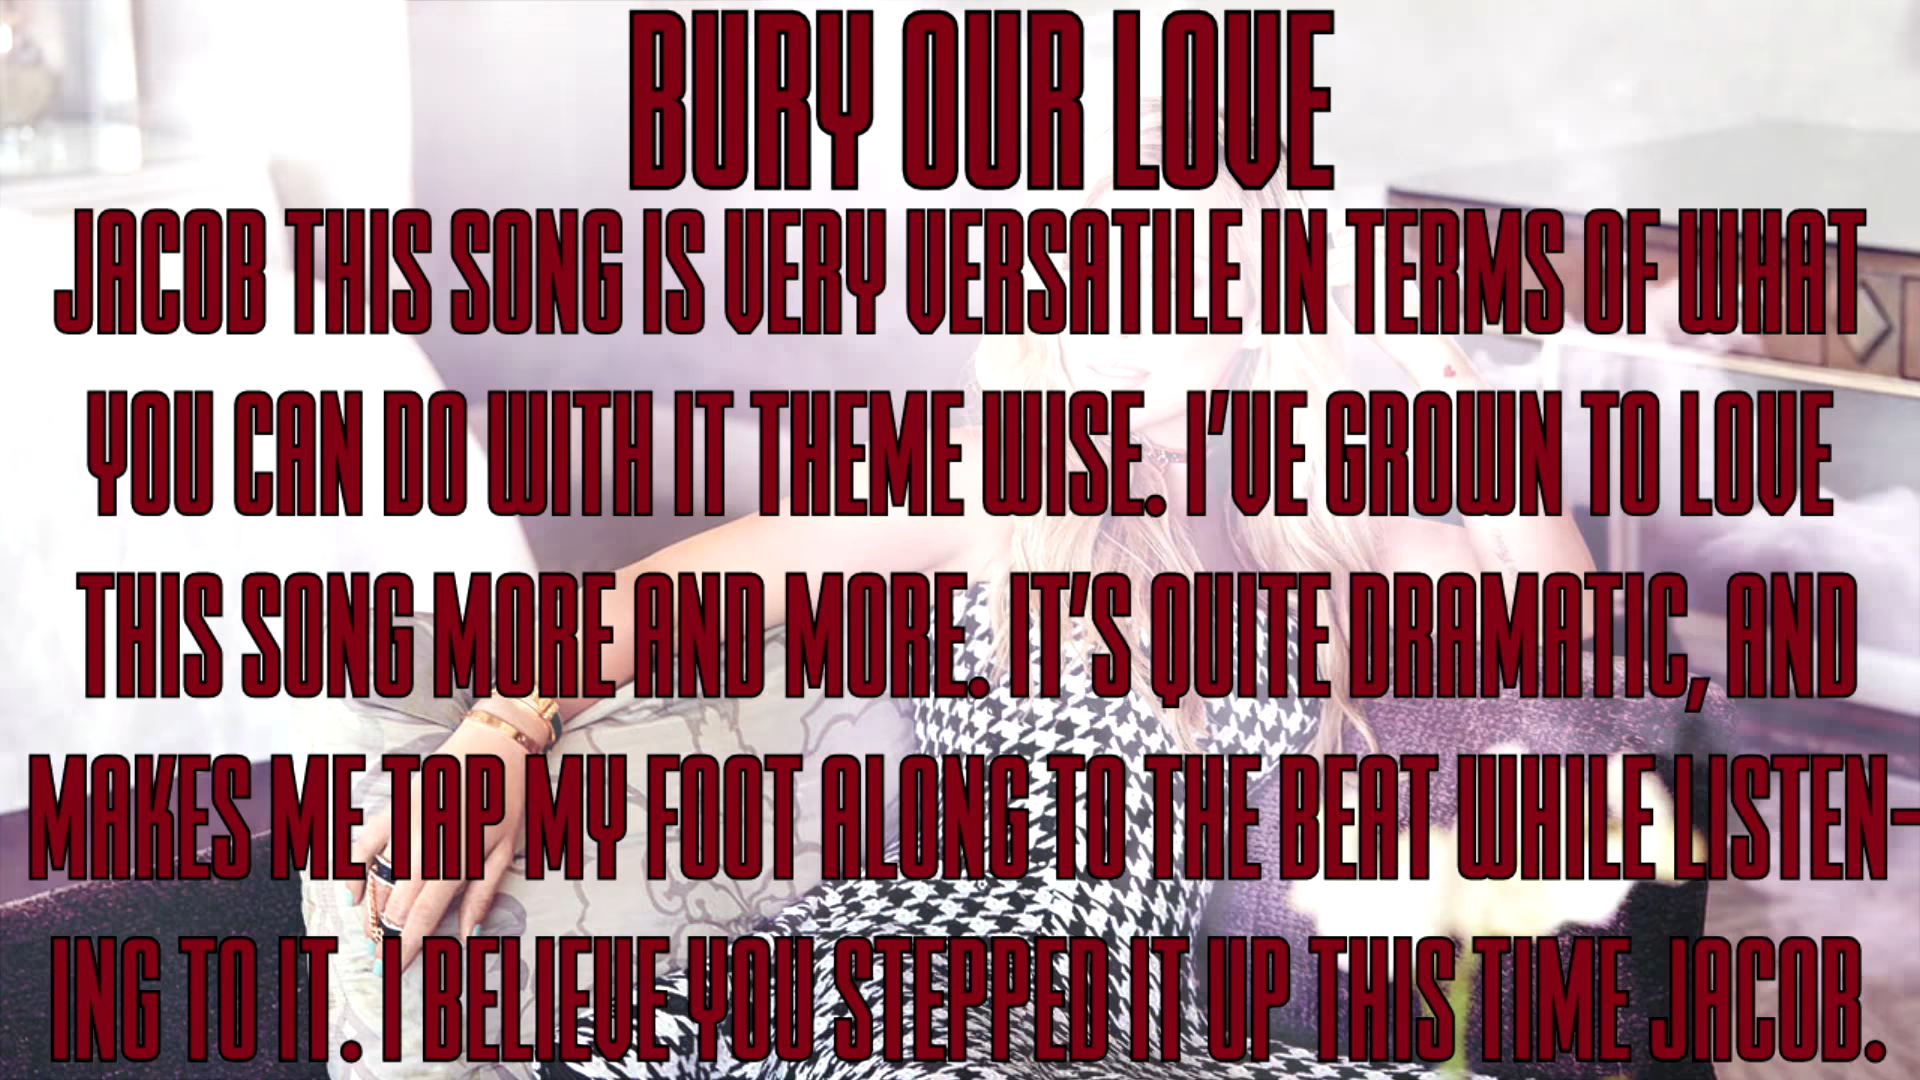 BURY OUR LOVE
JACOB THIS SONG IS VERY VERSATILE IN TERMS OF WHAT
YOU CAN DO WITH IT THEME WISE. I'VE GROWN TO LOVE
THIS SONG MORE AND MORE. IT'S QUITE DRAMATIC, AND
MAKES ME TAP MY FOOT ALONG TO THE BEAT WHILE LISTEN-
ING TO IT. I BELIEVE YOU STEPPED IT UP THIS TIME JACOB.